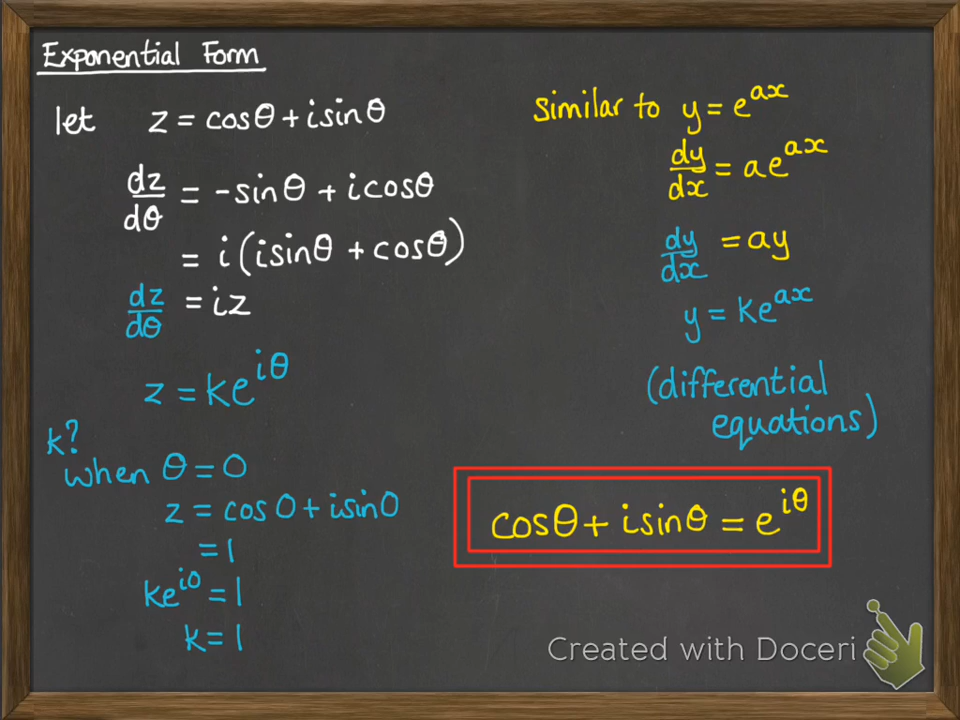 Exponential Form
let z = cosθ + isinθ
dz/dθ = -sinθ + icosθ
= i(isinθ + cosθ)
dz/dθ = iz
z = ke^{iθ}
k?
when θ = 0
z = cos0 + isin0
= 1
ke^{i0} = 1
k = 1
similar to y = e^{ax}
dy/dx = ae^{ax}
dy/dx = ay
y = ke^{ax}
(differential
equations)
cosθ + isinθ = e^{iθ}
Created with Doceri